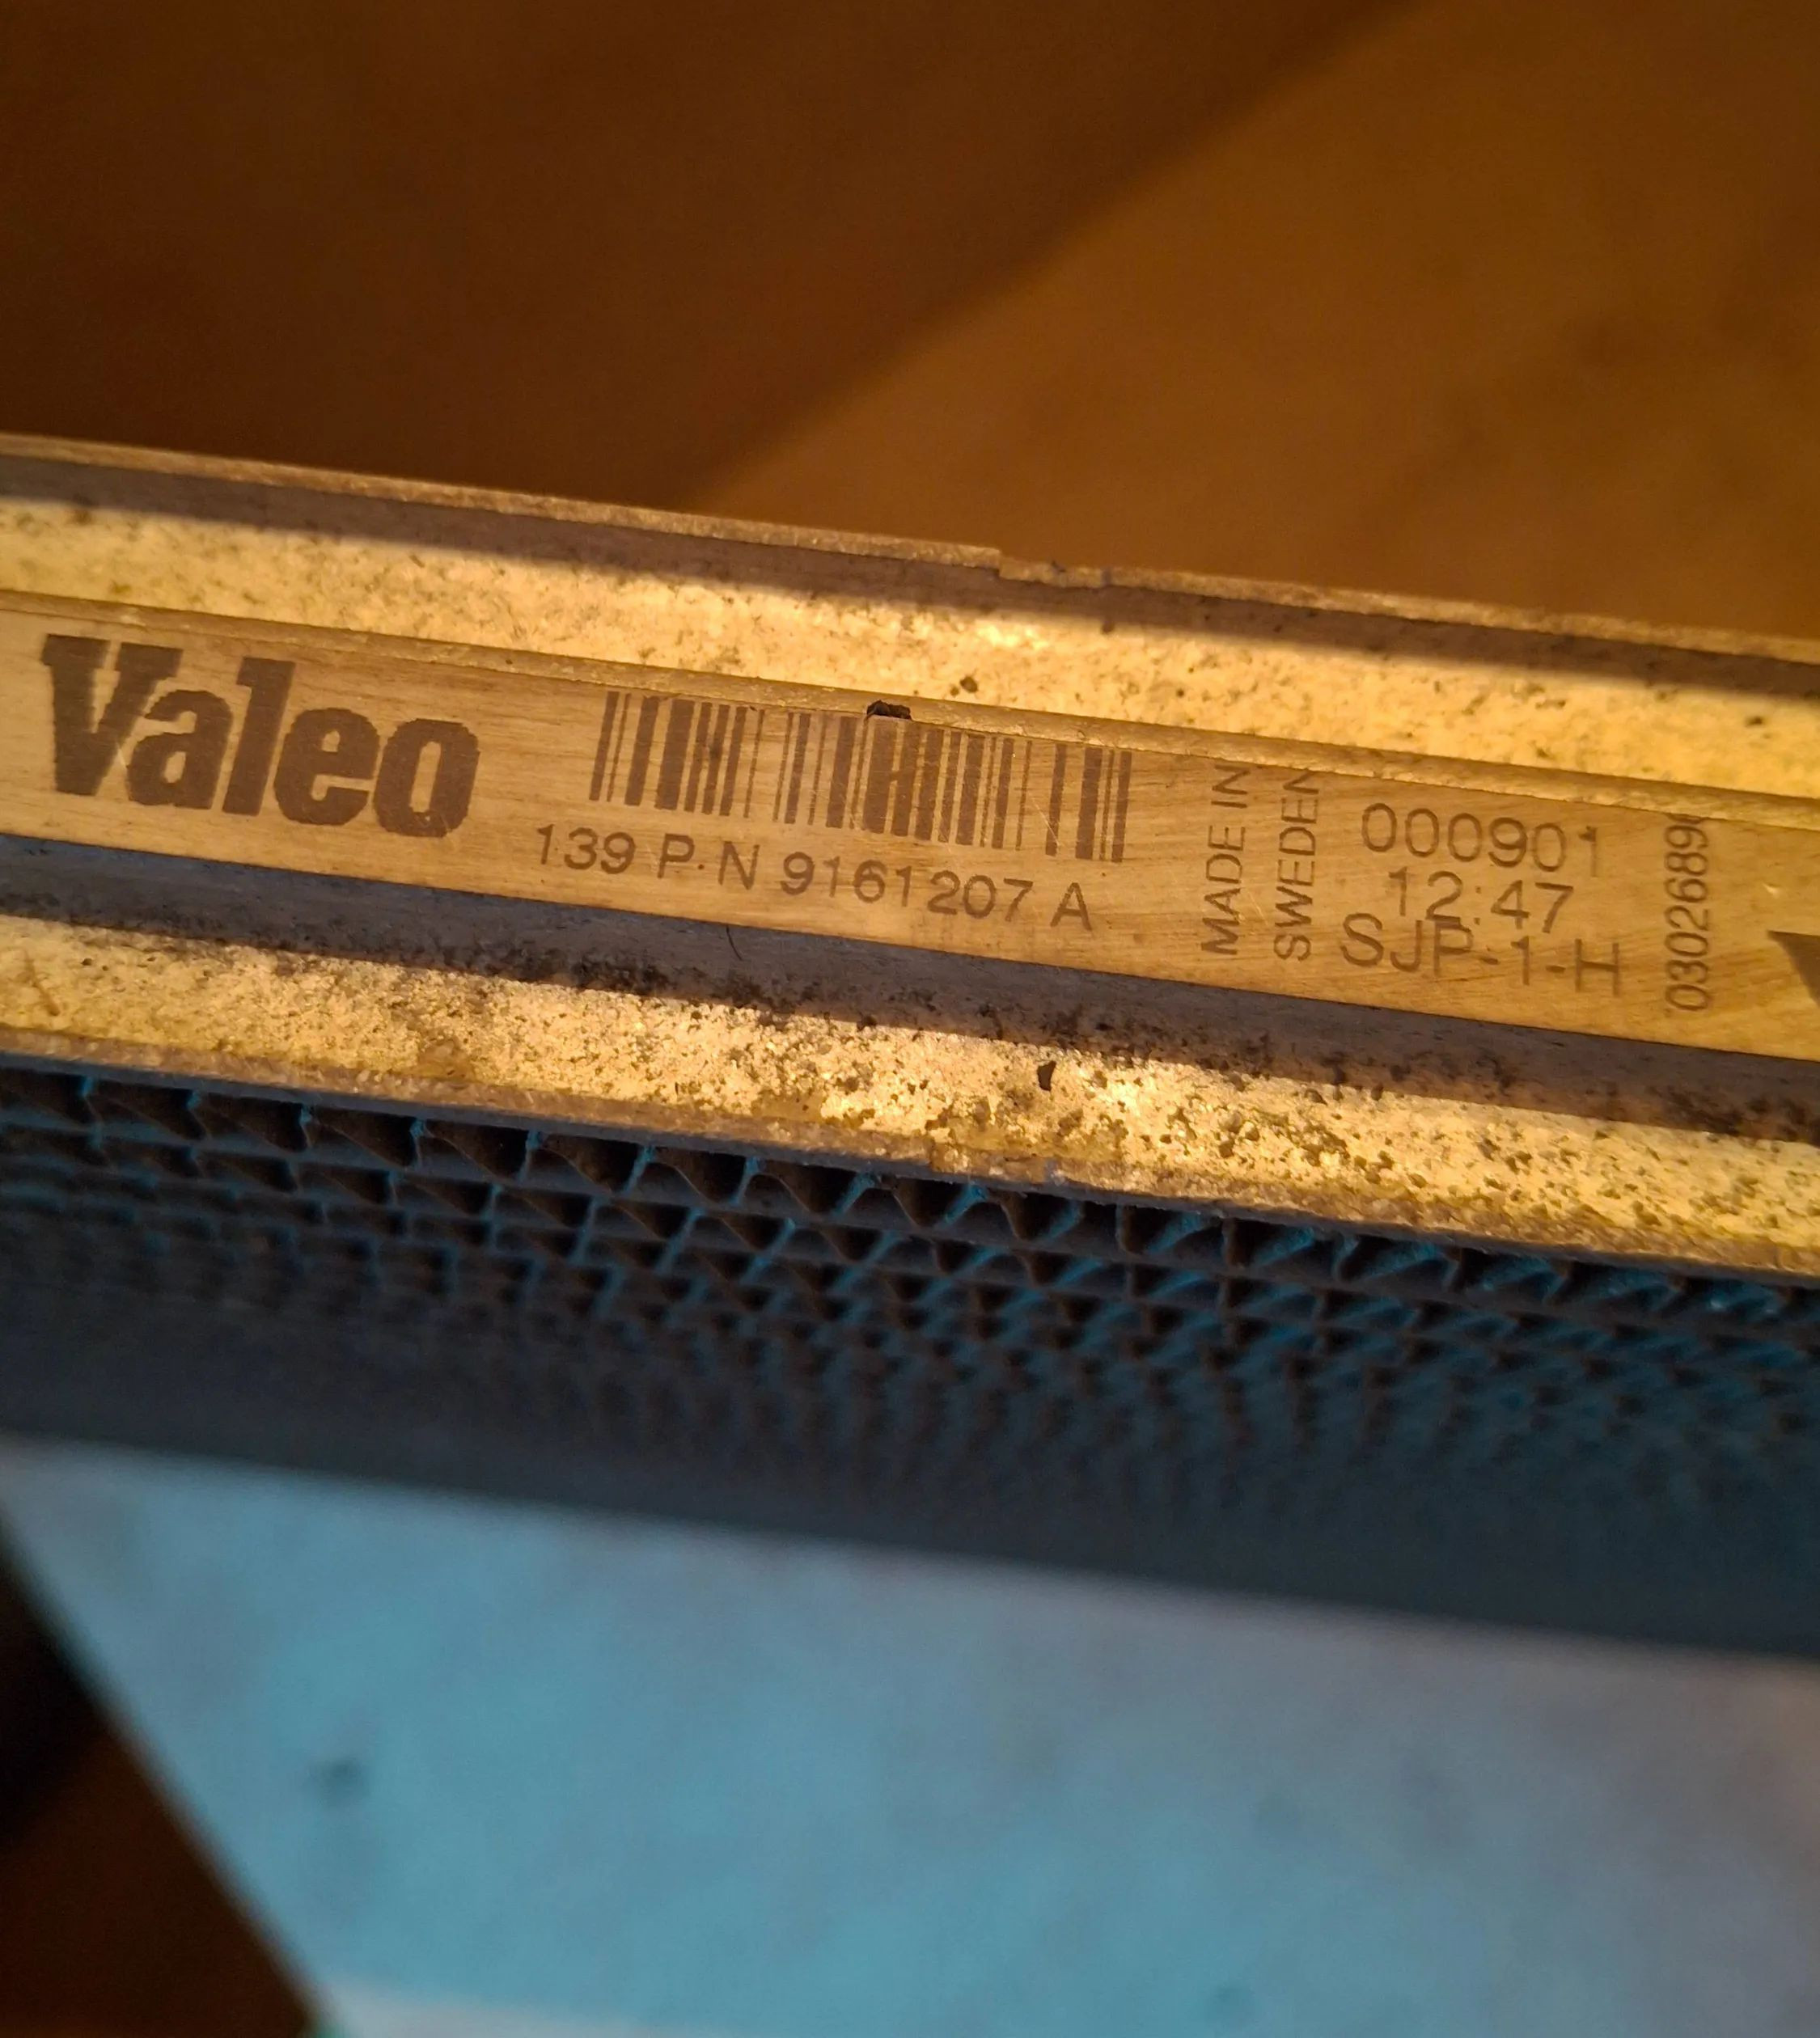 Valeo
139 P·N 9161207 A
MADE IN
SWEDEN
000901
12:47
SJP-1-H